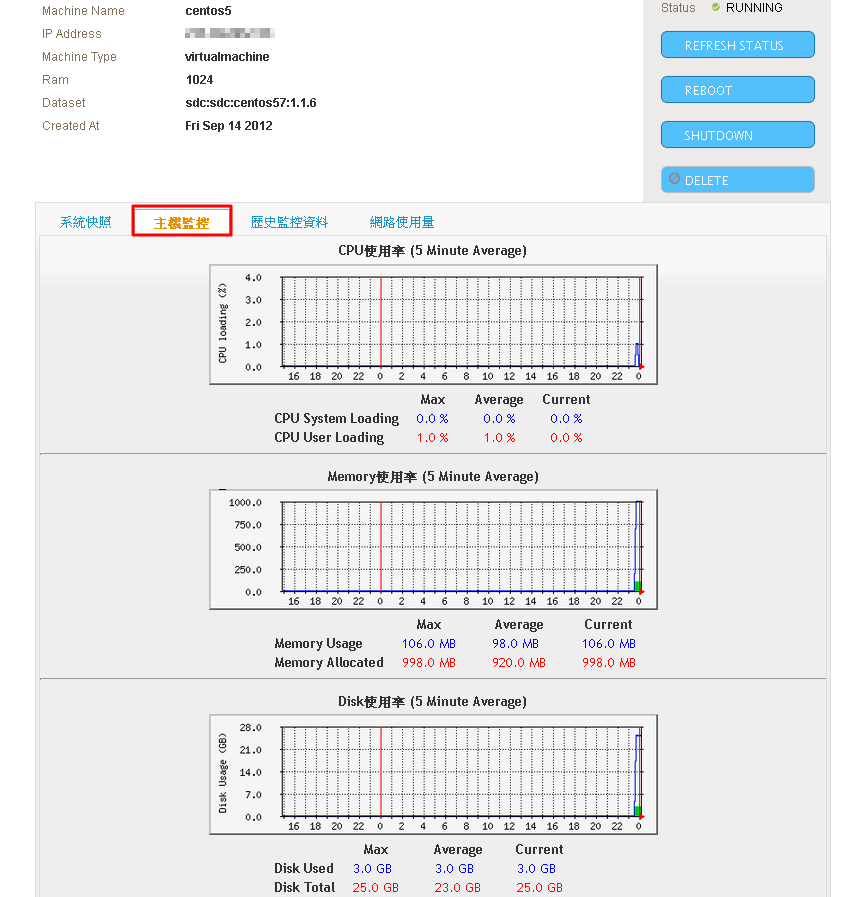 Machine Name centos5
IP Address
Machine Type virtualmachine
Ram 1024
Dataset sdc:sdc:centos57:1.1.6
Created At Fri Sep 14 2012
Status RUNNING
REFRESH STATUS
REBOOT
SHUTDOWN
DELETE
系統快照 主機監控 歷史監控資料 網路使用量
CPU使用率 (5 Minute Average)
CPU loading (%)
4.0
3.0
2.0
1.0
0.0
16 18 20 22 0 2 4 6 8 10 12 14 16 18 20 22 0
Max Average Current
CPU System Loading 0.0 % 0.0 % 0.0 %
CPU User Loading 1.0 % 1.0 % 0.0 %
Memory使用率 (5 Minute Average)
1000.0
750.0
500.0
250.0
0.0
16 18 20 22 0 2 4 6 8 10 12 14 16 18 20 22 0
Max Average Current
Memory Usage 106.0 MB 98.0 MB 106.0 MB
Memory Allocated 998.0 MB 920.0 MB 998.0 MB
Disk使用率 (5 Minute Average)
Disk Usage (GB)
28.0
21.0
14.0
7.0
0.0
16 18 20 22 0 2 4 6 8 10 12 14 16 18 20 22 0
Max Average Current
Disk Used 3.0 GB 3.0 GB 3.0 GB
Disk Total 25.0 GB 23.0 GB 25.0 GB